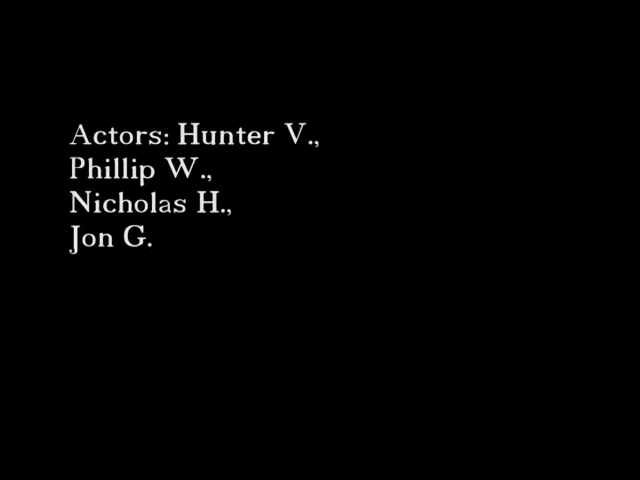 Actors: Hunter V.,
Phillip W.,
Nicholas H.,
Jon G.